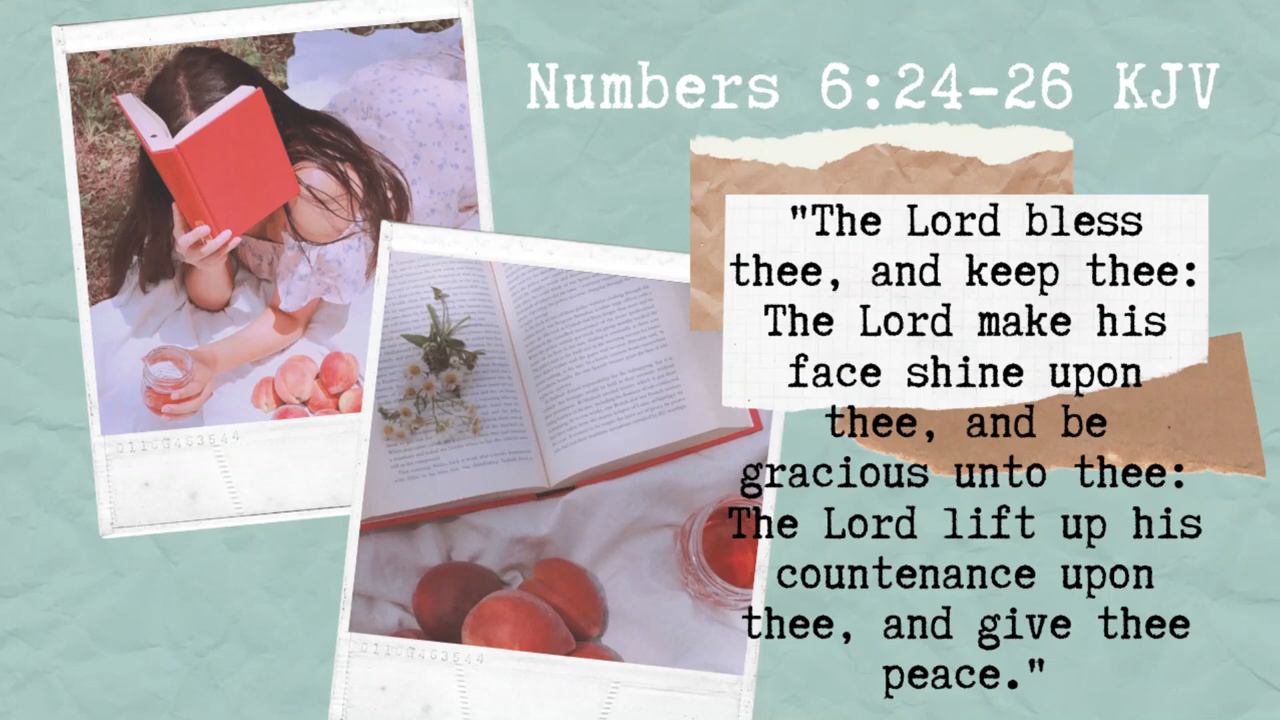 Numbers 6:24-26 KJV
"The Lord bless
thee, and keep thee:
The Lord make his
face shine upon
thee, and be
gracious unto thee:
The Lord lift up his
countenance upon
thee, and give thee
peace."